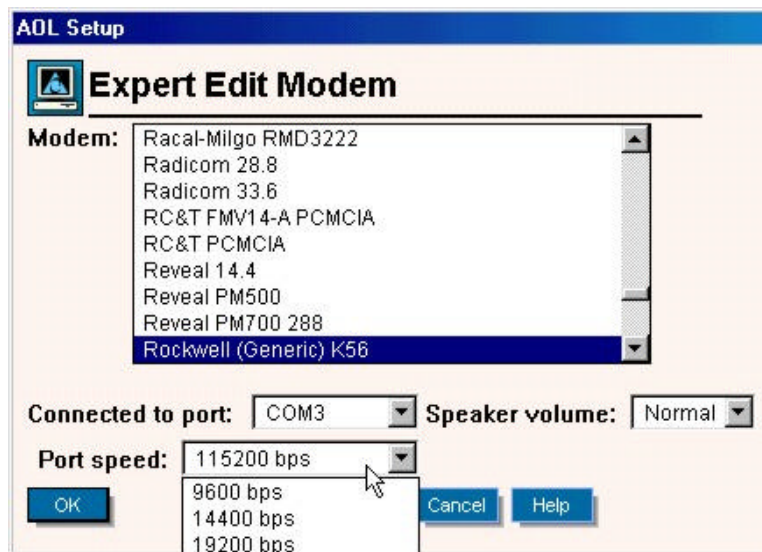 AOL Setup
Expert Edit Modem
Modem:
Racal-Milgo RMD3222
Radicom 28.8
Radicom 33.6
RC&T FMV14-A PCMCIA
RC&T PCMCIA
Reveal 14.4
Reveal PM500
Reveal PM700 288
Rockwell (Generic) K56
Connected to port: COM3 Speaker volume: Normal
Port speed: 115200 bps
9600 bps
14400 bps
19200 bps
OK Cancel Help